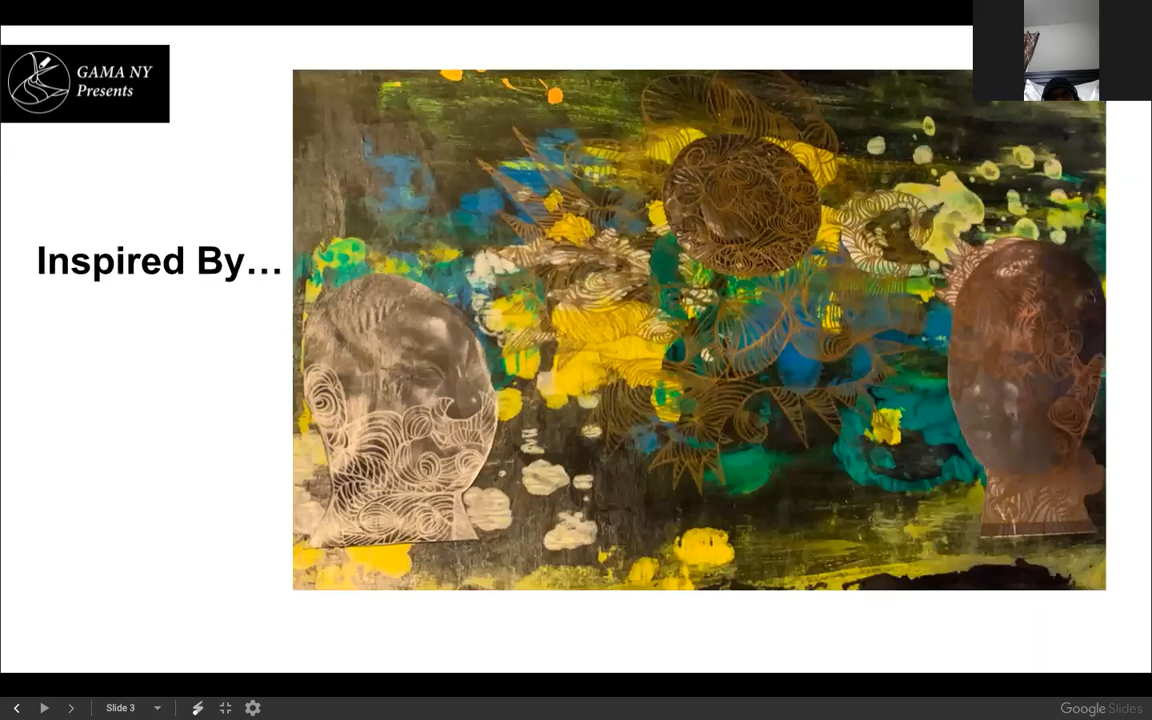 GAMA NY
Presents
Inspired By…
Slide 3
Google Slides